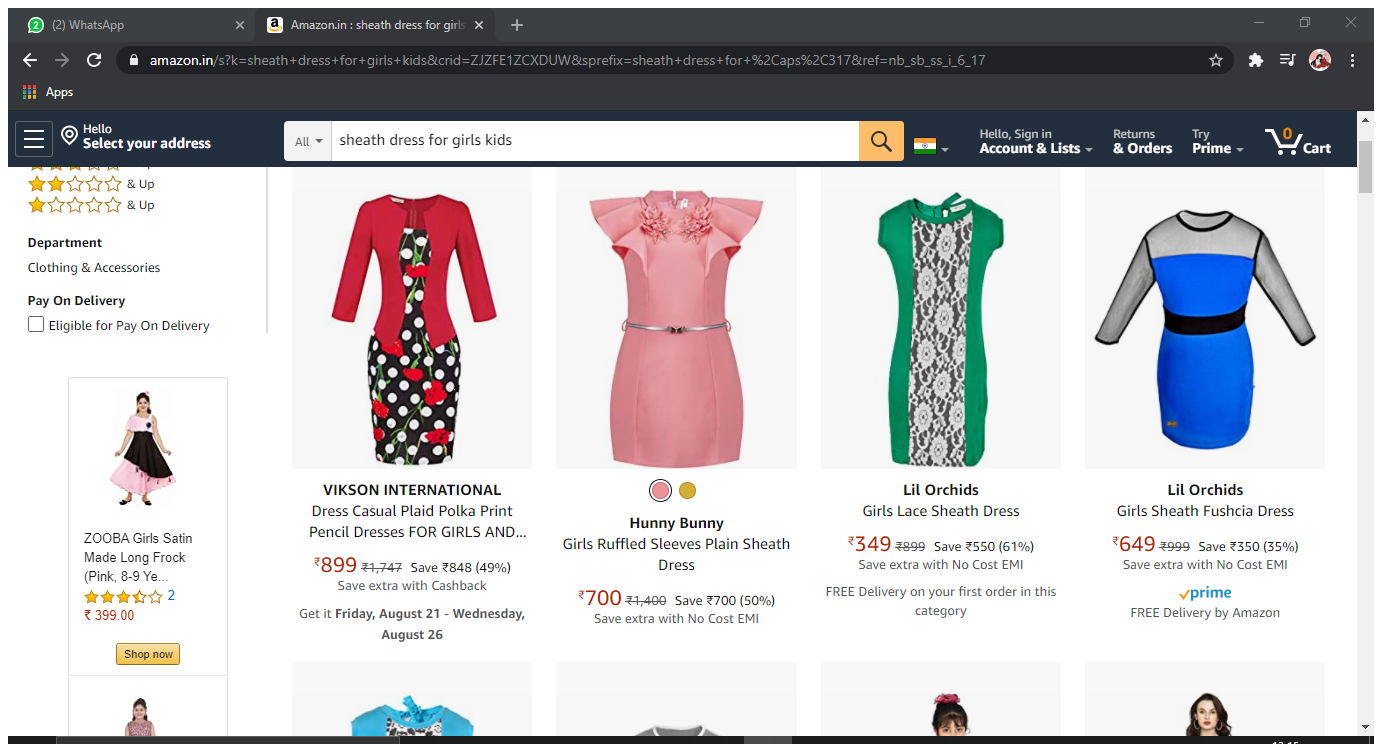 (2) WhatsApp
Amazon.in : sheath dress for girls
amazon.in/s?k=sheath+dress+for+girls+kids&crid=ZJZFE1ZCXDUW&sprefix=sheath+dress+for+%2Caps%2C317&ref=nb_sb_ss_i_6_17
Apps
Hello
Select your address
All
sheath dress for girls kids
Hello, Sign in
Account & Lists
Returns
& Orders
Try
Prime
0
Cart
& Up
& Up
Department
Clothing & Accessories
Pay On Delivery
Eligible for Pay On Delivery
ZOOBA Girls Satin
Made Long Frock
(Pink, 8-9 Ye...
2
₹ 399.00
Shop now
VIKSON INTERNATIONAL
Dress Casual Plaid Polka Print
Pencil Dresses FOR GIRLS AND...
₹899 ₹1,747 Save ₹848 (49%)
Save extra with Cashback
Get it Friday, August 21 - Wednesday,
August 26
Hunny Bunny
Girls Ruffled Sleeves Plain Sheath
Dress
₹700 ₹1,400 Save ₹700 (50%)
Save extra with No Cost EMI
Lil Orchids
Girls Lace Sheath Dress
₹349 ₹899 Save ₹550 (61%)
Save extra with No Cost EMI
FREE Delivery on your first order in this
category
Lil Orchids
Girls Sheath Fushcia Dress
₹649 ₹999 Save ₹350 (35%)
Save extra with No Cost EMI
prime
FREE Delivery by Amazon